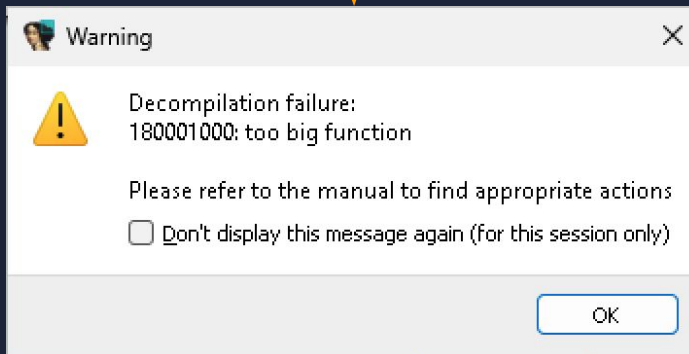 Warning
Decompilation failure:
180001000: too big function
Please refer to the manual to find appropriate actions
Don't display this message again (for this session only)
OK